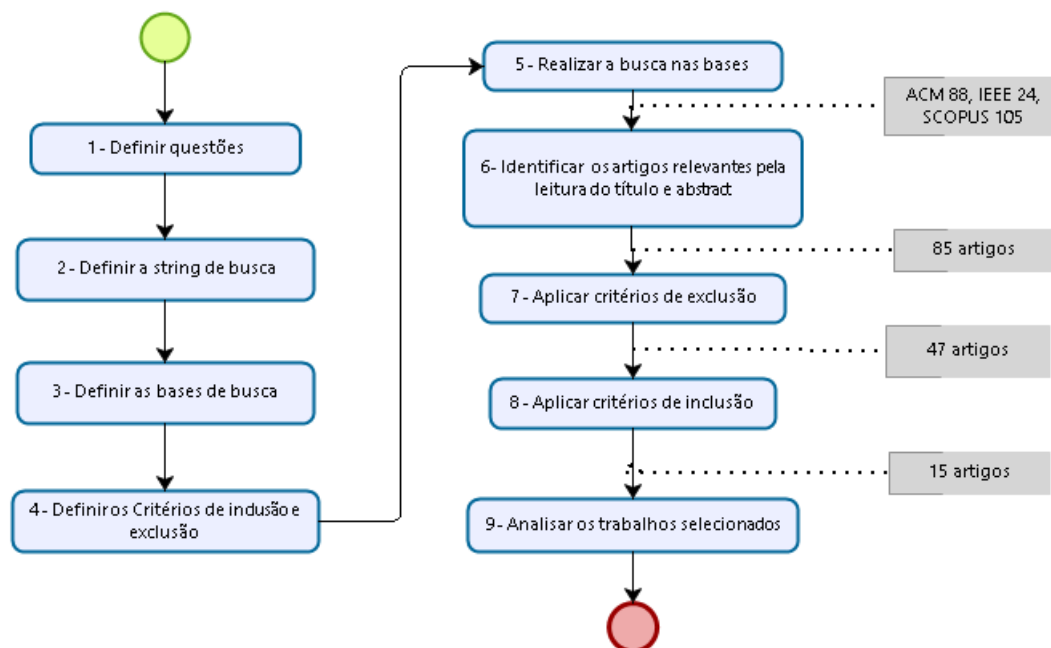 1 - Definir questões
2 - Definir a string de busca
3 - Definir as bases de busca
4 - Definir os Critérios de inclusão e
exclusão
5 - Realizar a busca nas bases
ACM 88, IEEE 24,
SCOPUS 105
6- Identificar os artigos relevantes pela
leitura do título e abstract
85 artigos
7 - Aplicar critérios de exclusão
47 artigos
8 - Aplicar critérios de inclusão
15 artigos
9- Analisar os trabalhos selecionados